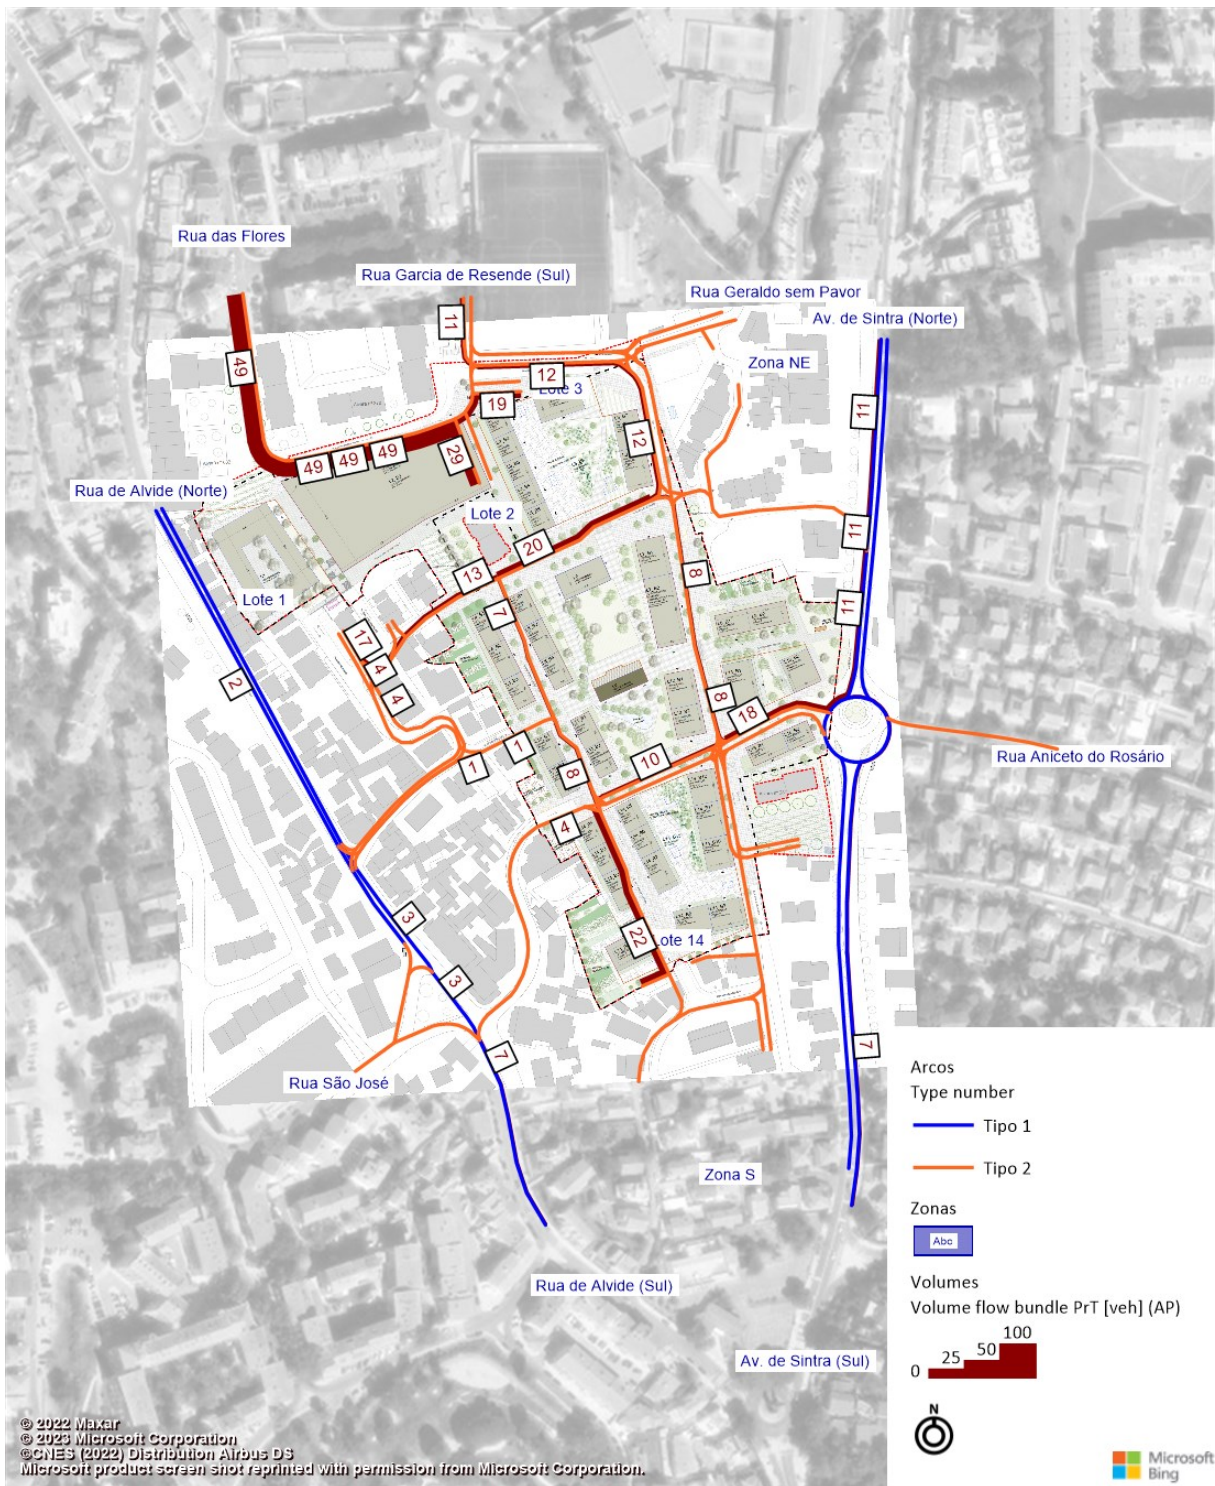 Rua das Flores
Rua Garcia de Resende (Sul)
Rua Geraldo sem Pavor
Av. de Sintra (Norte)
11
Zona NE
49
12
Lote 3
19
11
12
49
49
49
29
Rua de Alvide (Norte)
Lote 2
11
20
13
8
Lote 1
7
11
17
4
4
2
8
18
1
1
Rua Aniceto do Rosário
10
8
4
3
22
Lote 14
3
7
7
Rua São José
Arcos
Type number
Tipo 1
Tipo 2
Zona S
Zonas
Abc
Rua de Alvide (Sul)
Volumes
Volume flow bundle PrT [veh] (AP)
0 25 50 100
Av. de Sintra (Sul)
N
© 2022 Maxar
© 2023 Microsoft Corporation
©CNES (2022) Distribution Airbus DS
Microsoft product screen shot reprinted with permission from Microsoft Corporation.
Microsoft
Bing